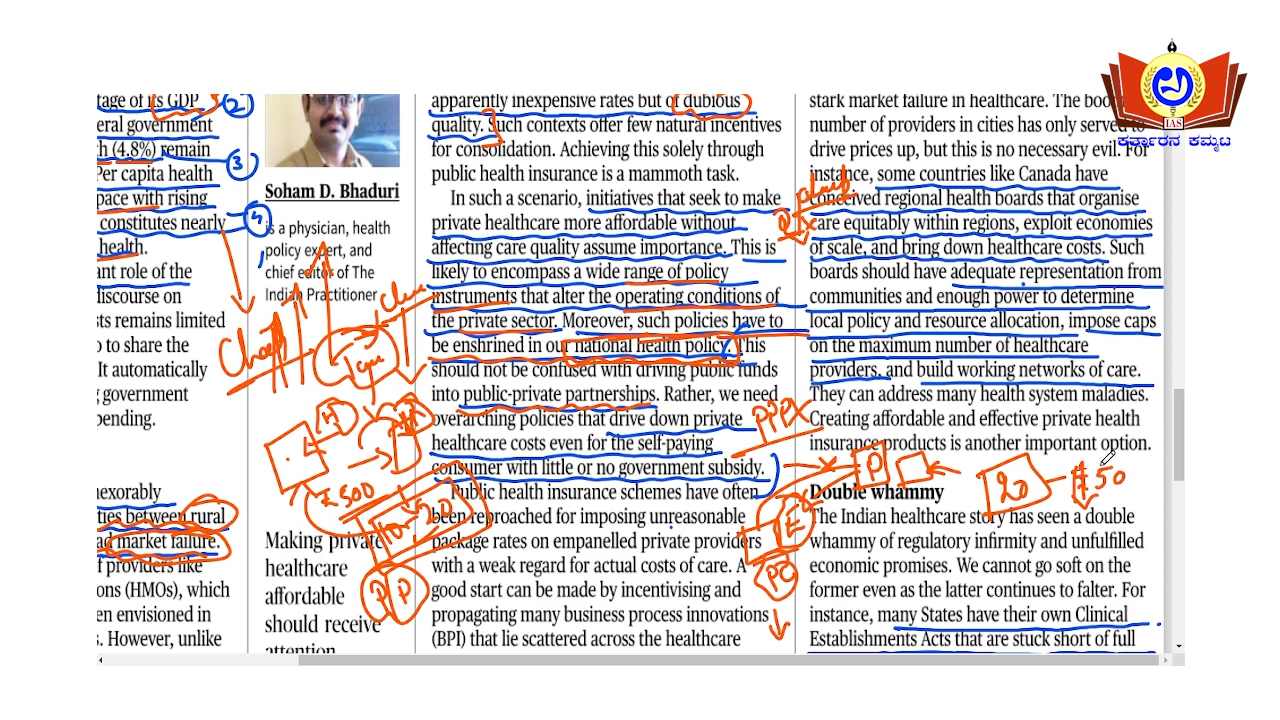 tage of its GDP
eral government
h (4.8%) remain
Per capita health
pace with rising
constitutes nearly
health.
ant role of the
discourse on
sts remains limited
o to share the
It automatically
government
pending.
nexorably
ties between rural
ad market failure.
f providers like
ons (HMOs), which
en envisioned in
s. However, unlike
2
3
4
Soham D. Bhaduri
is a physician, health
policy expert, and
chief editor of The
Indian Practitioner
₹500
10-20
P P
Making private
healthcare
affordable
should receive
attention
apparently inexpensive rates but of dubious
quality. Such contexts offer few natural incentives
for consolidation. Achieving this solely through
public health insurance is a mammoth task.
In such a scenario, initiatives that seek to make
private healthcare more affordable without
affecting care quality assume importance. This is
likely to encompass a wide range of policy
instruments that alter the operating conditions of
the private sector. Moreover, such policies have to
be enshrined in our national health policy. This
should not be confused with driving public funds
into public-private partnerships. Rather, we need
overarching policies that drive down private
healthcare costs even for the self-paying
consumer with little or no government subsidy.
Public health insurance schemes have often
been reproached for imposing unreasonable
package rates on empanelled private providers
with a weak regard for actual costs of care. A
good start can be made by incentivising and
propagating many business process innovations
(BPI) that lie scattered across the healthcare
PPPX
P
E
PC
stark market failure in healthcare. The boom
number of providers in cities has only served to
drive prices up, but this is no necessary evil. For
instance, some countries like Canada have
conceived regional health boards that organise
care equitably within regions, exploit economies
of scale, and bring down healthcare costs. Such
boards should have adequate representation from
communities and enough power to determine
local policy and resource allocation, impose caps
on the maximum number of healthcare
providers, and build working networks of care.
They can address many health system maladies.
Creating affordable and effective private health
insurance products is another important option.
20 - ₹50
Double whammy
The Indian healthcare story has seen a double
whammy of regulatory infirmity and unfulfilled
economic promises. We cannot go soft on the
former even as the latter continues to falter. For
instance, many States have their own Clinical
Establishments Acts that are stuck short of full
IAS
ಕರ್ತಾರನ ಕಮ್ಮಟ